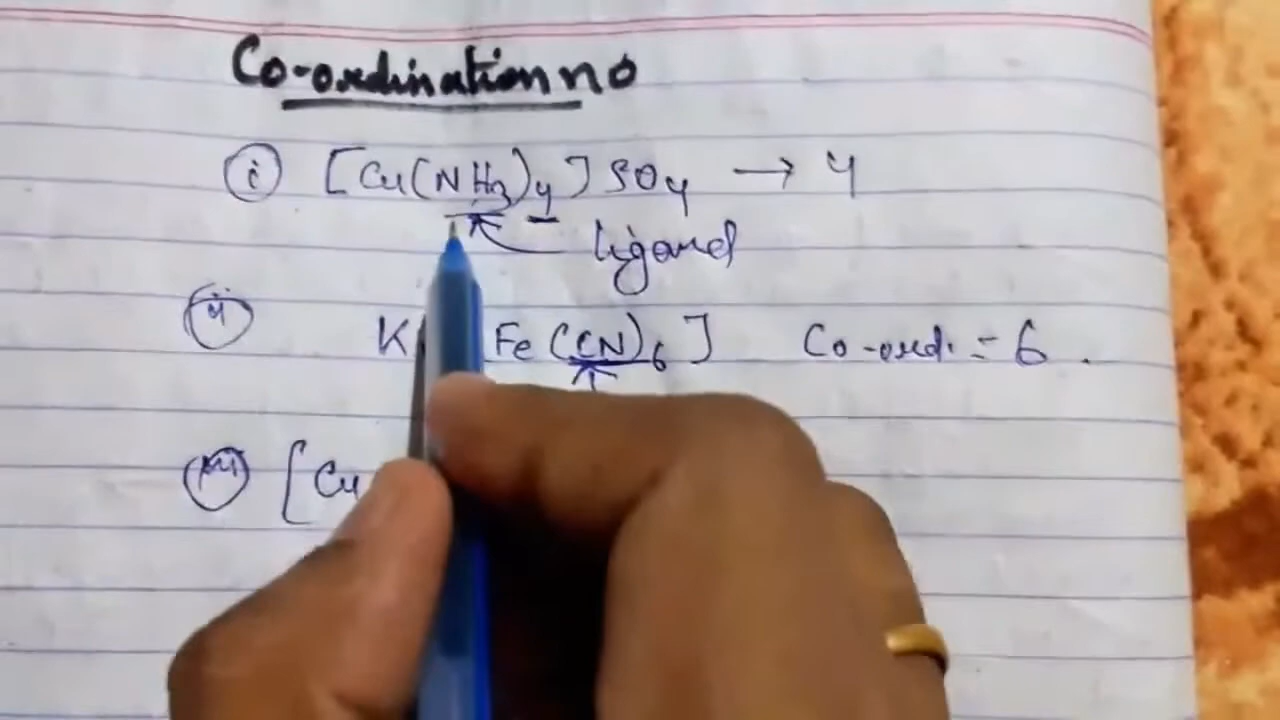 Co-ordination no
(i) [Cu(NH3)4]SO4 → 4
ligand
(ii) K Fe(CN)6] Co-ordi = 6.
(iii) [Cu